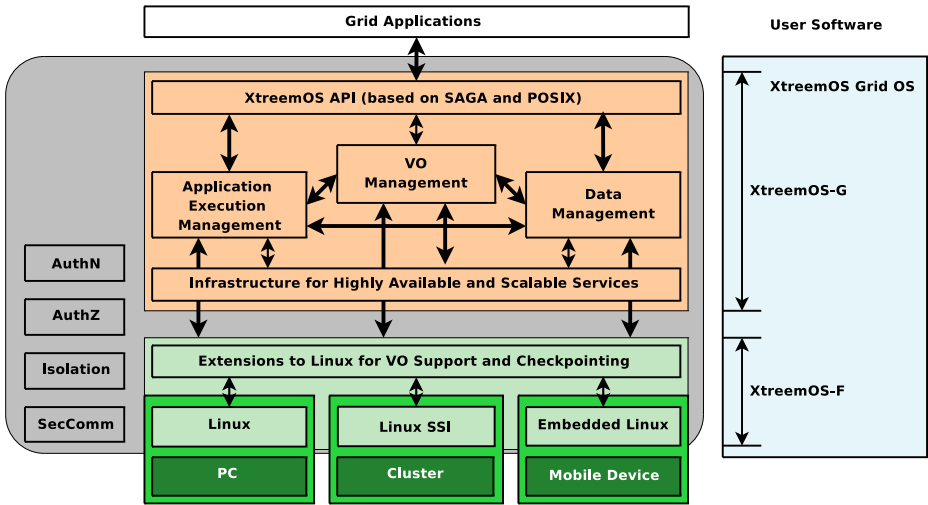 Grid Applications
User Software
XtreemOS API (based on SAGA and POSIX)
XtreemOS Grid OS
VO
Management
Application
Execution
Management
Data
Management
XtreemOS-G
AuthN
Infrastructure for Highly Available and Scalable Services
AuthZ
Extensions to Linux for VO Support and Checkpointing
Isolation
XtreemOS-F
SecComm
Linux
Linux SSI
Embedded Linux
PC
Cluster
Mobile Device